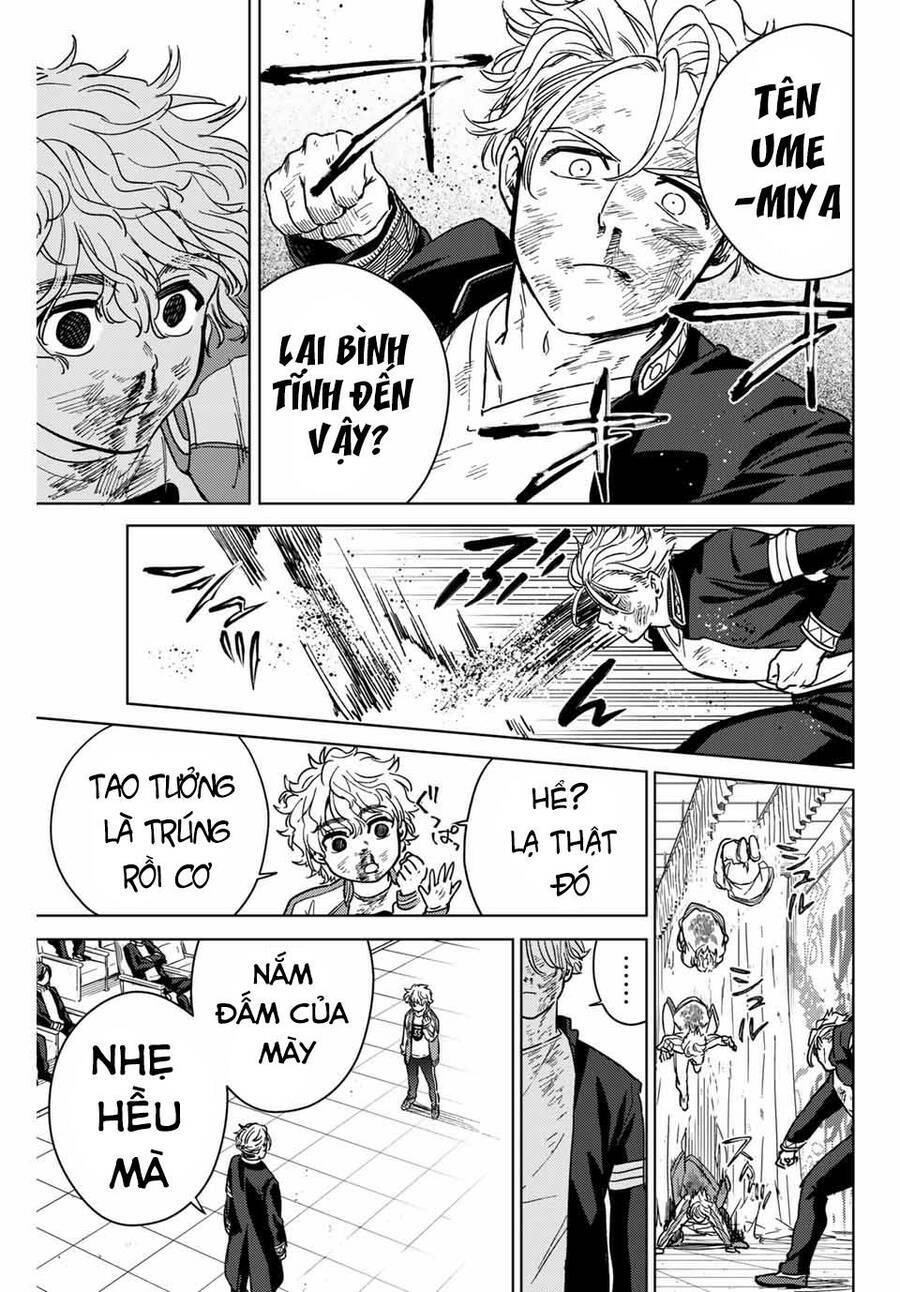 TÊN
UME
-MIYA
LẠI BÌNH
TĨNH ĐẾN
VẬY?
HỂ?
LẠ THẬT
ĐÓ
TAO TƯỞNG
LÀ TRÚNG
RỒI CƠ
......
NẮM
ĐẤM CỦA
MÀY
NHẸ
HỀU
MÀ